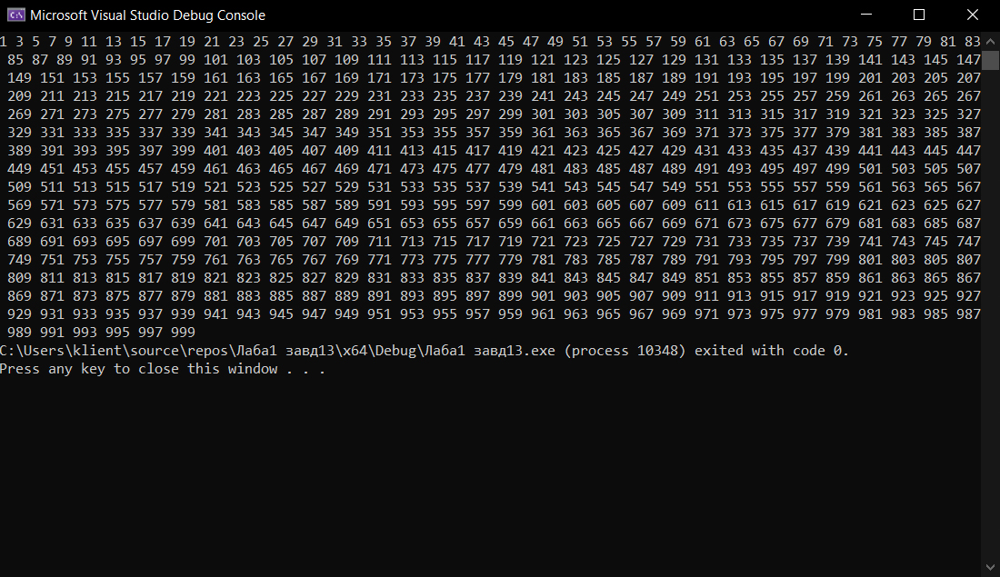 Microsoft Visual Studio Debug Console
1 3 5 7 9 11 13 15 17 19 21 23 25 27 29 31 33 35 37 39 41 43 45 47 49 51 53 55 57 59 61 63 65 67 69 71 73 75 77 79 81 83
85 87 89 91 93 95 97 99 101 103 105 107 109 111 113 115 117 119 121 123 125 127 129 131 133 135 137 139 141 143 145 147
149 151 153 155 157 159 161 163 165 167 169 171 173 175 177 179 181 183 185 187 189 191 193 195 197 199 201 203 205 207
209 211 213 215 217 219 221 223 225 227 229 231 233 235 237 239 241 243 245 247 249 251 253 255 257 259 261 263 265 267
269 271 273 275 277 279 281 283 285 287 289 291 293 295 297 299 301 303 305 307 309 311 313 315 317 319 321 323 325 327
329 331 333 335 337 339 341 343 345 347 349 351 353 355 357 359 361 363 365 367 369 371 373 375 377 379 381 383 385 387
389 391 393 395 397 399 401 403 405 407 409 411 413 415 417 419 421 423 425 427 429 431 433 435 437 439 441 443 445 447
449 451 453 455 457 459 461 463 465 467 469 471 473 475 477 479 481 483 485 487 489 491 493 495 497 499 501 503 505 507
509 511 513 515 517 519 521 523 525 527 529 531 533 535 537 539 541 543 545 547 549 551 553 555 557 559 561 563 565 567
569 571 573 575 577 579 581 583 585 587 589 591 593 595 597 599 601 603 605 607 609 611 613 615 617 619 621 623 625 627
629 631 633 635 637 639 641 643 645 647 649 651 653 655 657 659 661 663 665 667 669 671 673 675 677 679 681 683 685 687
689 691 693 695 697 699 701 703 705 707 709 711 713 715 717 719 721 723 725 727 729 731 733 735 737 739 741 743 745 747
749 751 753 755 757 759 761 763 765 767 769 771 773 775 777 779 781 783 785 787 789 791 793 795 797 799 801 803 805 807
809 811 813 815 817 819 821 823 825 827 829 831 833 835 837 839 841 843 845 847 849 851 853 855 857 859 861 863 865 867
869 871 873 875 877 879 881 883 885 887 889 891 893 895 897 899 901 903 905 907 909 911 913 915 917 919 921 923 925 927
929 931 933 935 937 939 941 943 945 947 949 951 953 955 957 959 961 963 965 967 969 971 973 975 977 979 981 983 985 987
989 991 993 995 997 999
C:\Users\klient\source\repos\Лаба1 завд13\x64\Debug\Лаба1 завд13.exe (process 10348) exited with code 0.
Press any key to close this window . . .